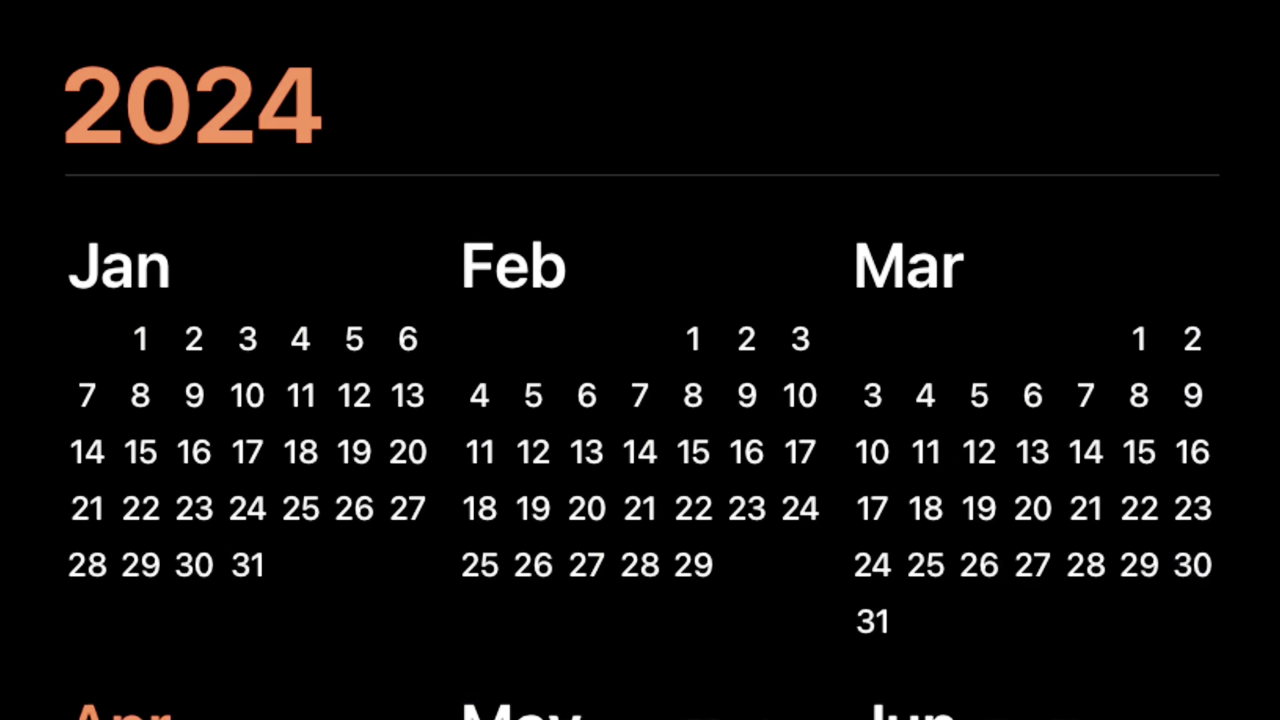 2024
Jan Feb Mar
1 2 3 4 5 6 1 2 3 1 2
7 8 9 10 11 12 13 4 5 6 7 8 9 10 3 4 5 6 7 8 9
14 15 16 17 18 19 20 11 12 13 14 15 16 17 10 11 12 13 14 15 16
21 22 23 24 25 26 27 18 19 20 21 22 23 24 17 18 19 20 21 22 23
28 29 30 31 25 26 27 28 29 24 25 26 27 28 29 30
31
Apr May Jun